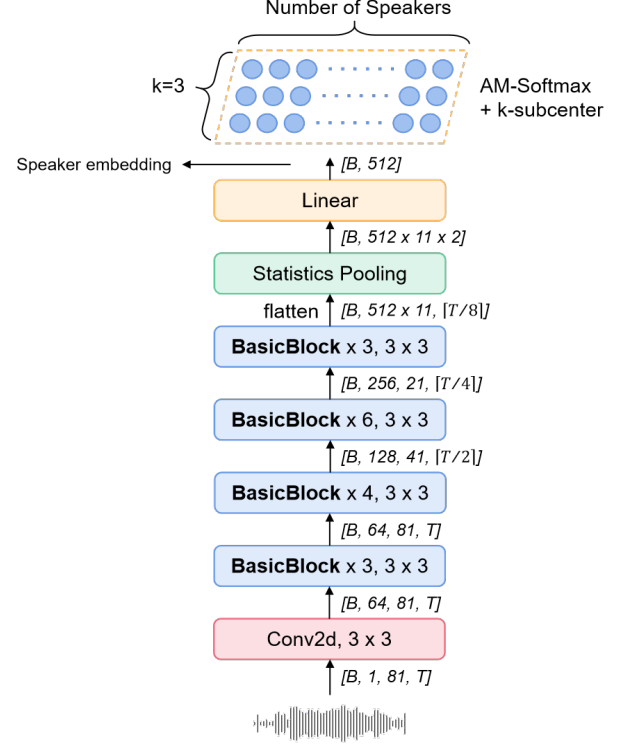 Number of Speakers
k=3
AM-Softmax
+ k-subcenter
Speaker embedding
[B, 512]
Linear
[B, 512 x 11 x 2]
Statistics Pooling
flatten
[B, 512 x 11, ⌈T/8⌉]
BasicBlock x 3, 3 x 3
[B, 256, 21, ⌈T/4⌉]
BasicBlock x 6, 3 x 3
[B, 128, 41, ⌈T/2⌉]
BasicBlock x 4, 3 x 3
[B, 64, 81, T]
BasicBlock x 3, 3 x 3
[B, 64, 81, T]
Conv2d, 3 x 3
[B, 1, 81, T]